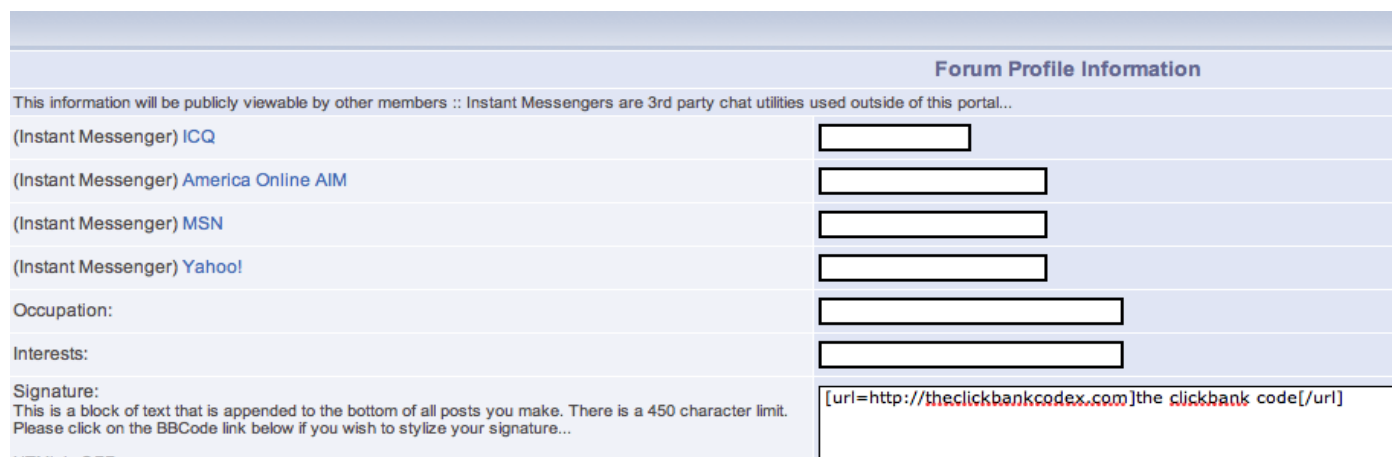 Forum Profile Information
This information will be publicly viewable by other members :: Instant Messengers are 3rd party chat utilities used outside of this portal...
(Instant Messenger) ICQ
(Instant Messenger) America Online AIM
(Instant Messenger) MSN
(Instant Messenger) Yahoo!
Occupation:
Interests:
Signature:
[url=http://theclickbankcodex.com]the clickbank code[/url]
This is a block of text that is appended to the bottom of all posts you make. There is a 450 character limit.
Please click on the BBCode link below if you wish to stylize your signature...